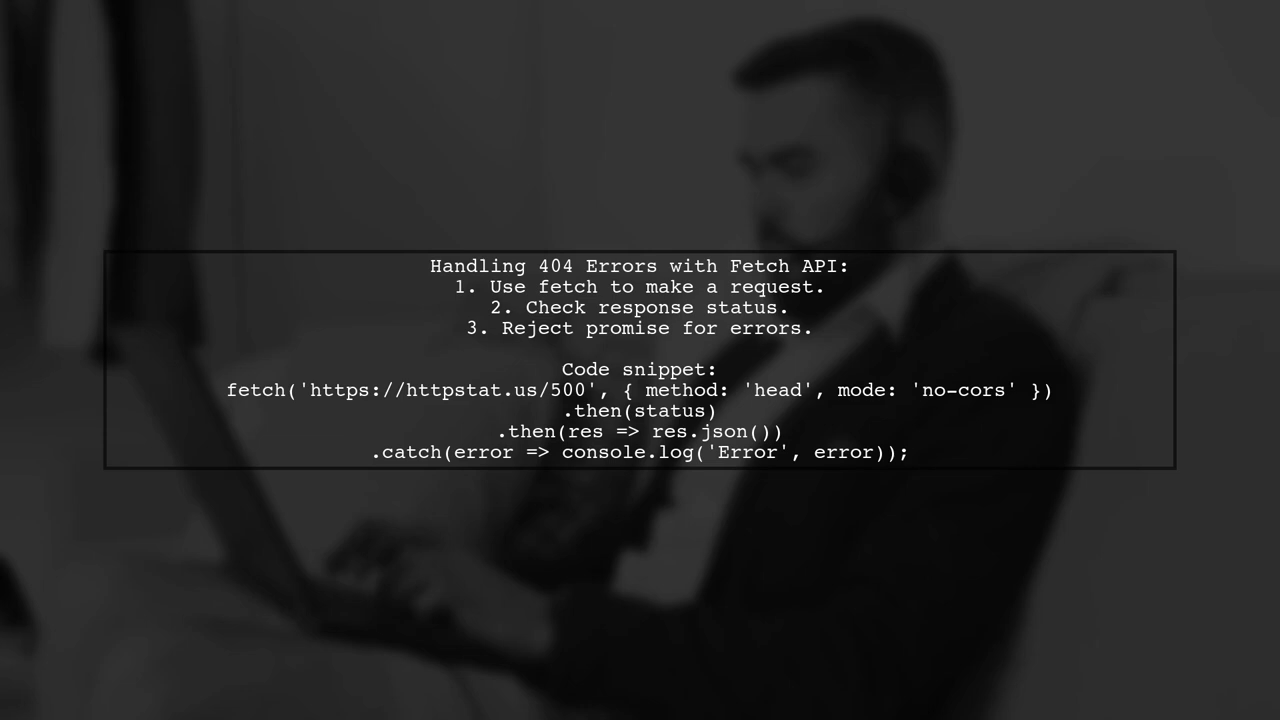 Handling 404 Errors with Fetch API:
1. Use fetch to make a request.
2. Check response status.
3. Reject promise for errors.
Code snippet:
fetch('https://httpstat.us/500', { method: 'head', mode: 'no-cors' })
.then(status)
.then(res => res.json())
.catch(error => console.log('Error', error));